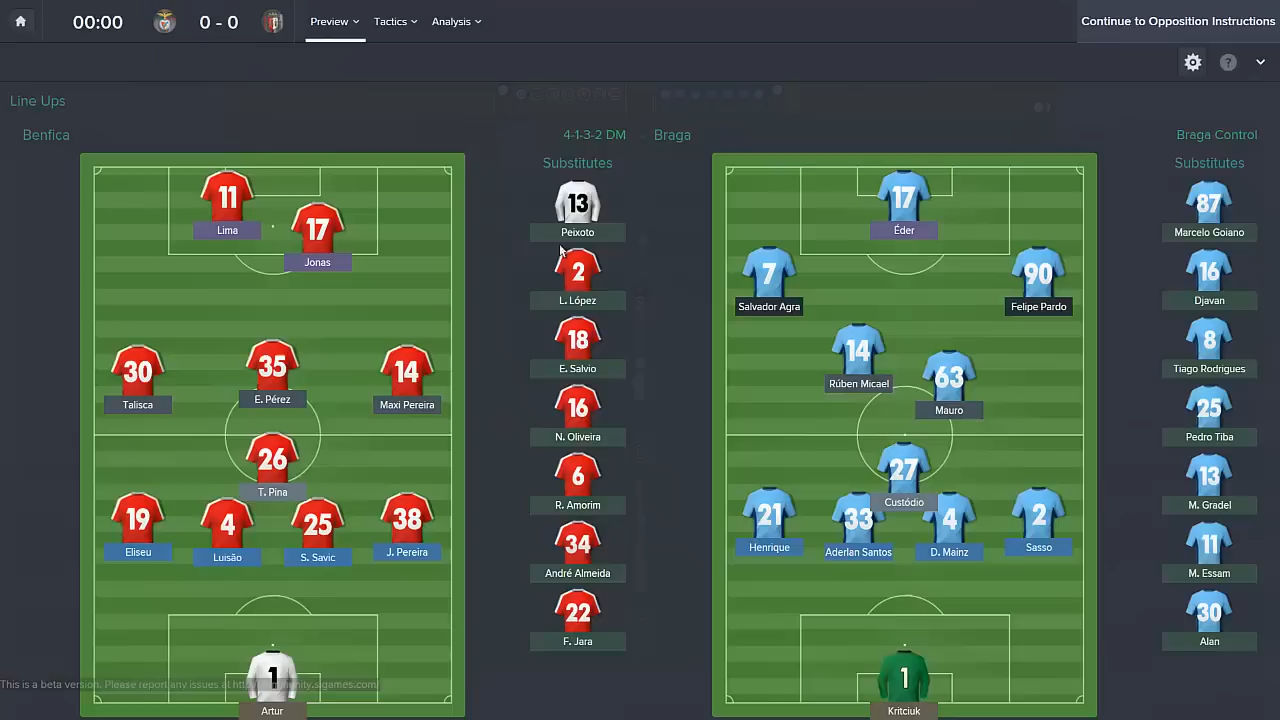 00:00
0 - 0
Preview
Tactics
Analysis
Continue to Opposition Instructions
?
Line Ups
Benfica
4-1-3-2 DM
Substitutes
11
Lima
17
Jonas
30
Talisca
35
E. Pérez
14
Maxi Pereira
26
T. Pina
19
Eliseu
4
Luisão
25
S. Savic
38
J. Pereira
1
Artur
13
Peixoto
2
L. López
18
E. Salvio
16
N. Oliveira
6
R. Amorim
34
André Almeida
22
F. Jara
Braga
Braga Control
Substitutes
17
Éder
7
Salvador Agra
90
Felipe Pardo
14
Rúben Micael
63
Mauro
27
Custódio
21
Henrique
33
Aderlan Santos
4
D. Mainz
2
Sasso
1
Kritciuk
87
Marcelo Goiano
16
Djavan
8
Tiago Rodrigues
25
Pedro Tiba
13
M. Gradel
11
M. Essam
30
Alan
This is a beta version. Please report any issues at